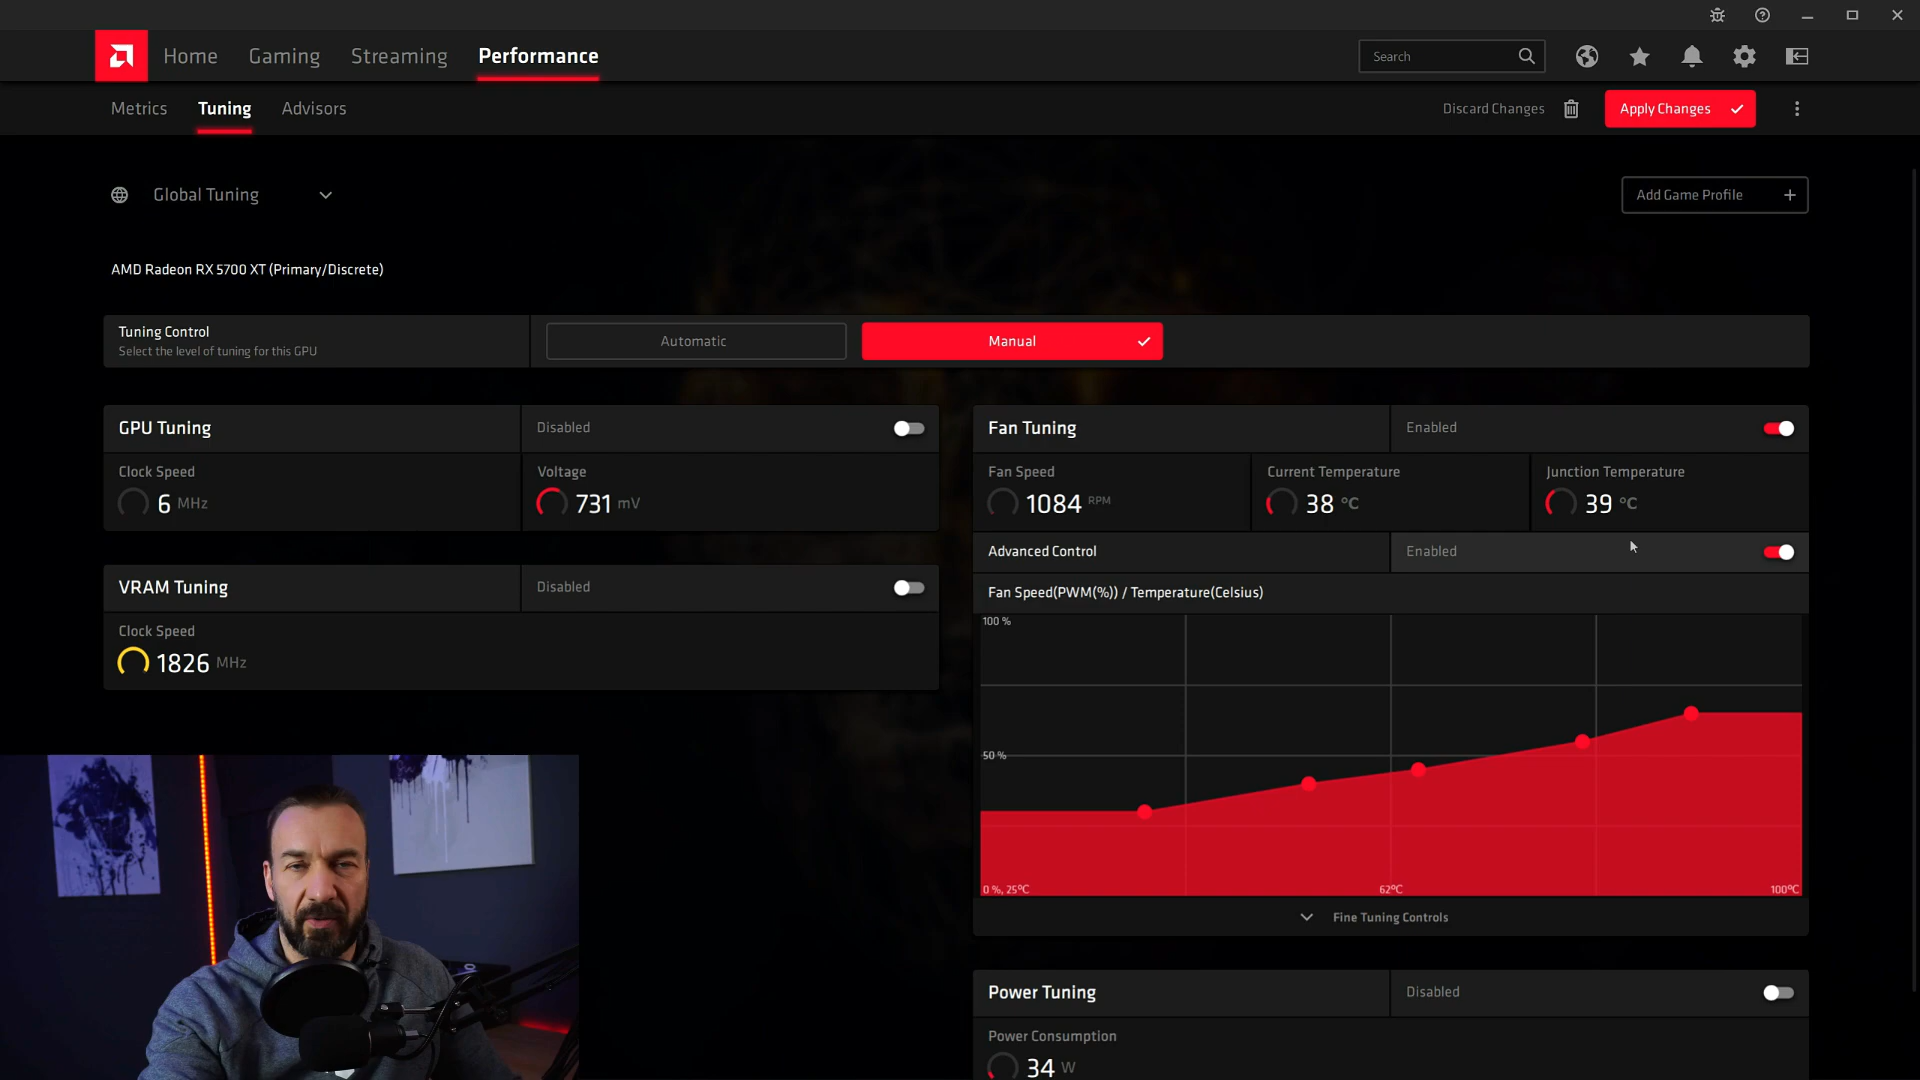 Home Gaming Streaming Performance Search
Metrics Tuning Advisors Discard Changes Apply Changes
Global Tuning Add Game Profile
AMD Radeon RX 5700 XT (Primary/Discrete)
Tuning Control
Select the level of tuning for this GPU
Automatic Manual
GPU Tuning Disabled
Clock Speed Voltage
6 MHz 731 mV
VRAM Tuning Disabled
Clock Speed
1826 MHz
Fan Tuning Enabled
Fan Speed Current Temperature Junction Temperature
1084 RPM 38 °C 39 °C
Advanced Control Enabled
Fan Speed(PWM(%)) / Temperature(Celsius)
100 %
50 %
0 %, 25°C 62°C 100°C
Fine Tuning Controls
Power Tuning Disabled
Power Consumption
34 W